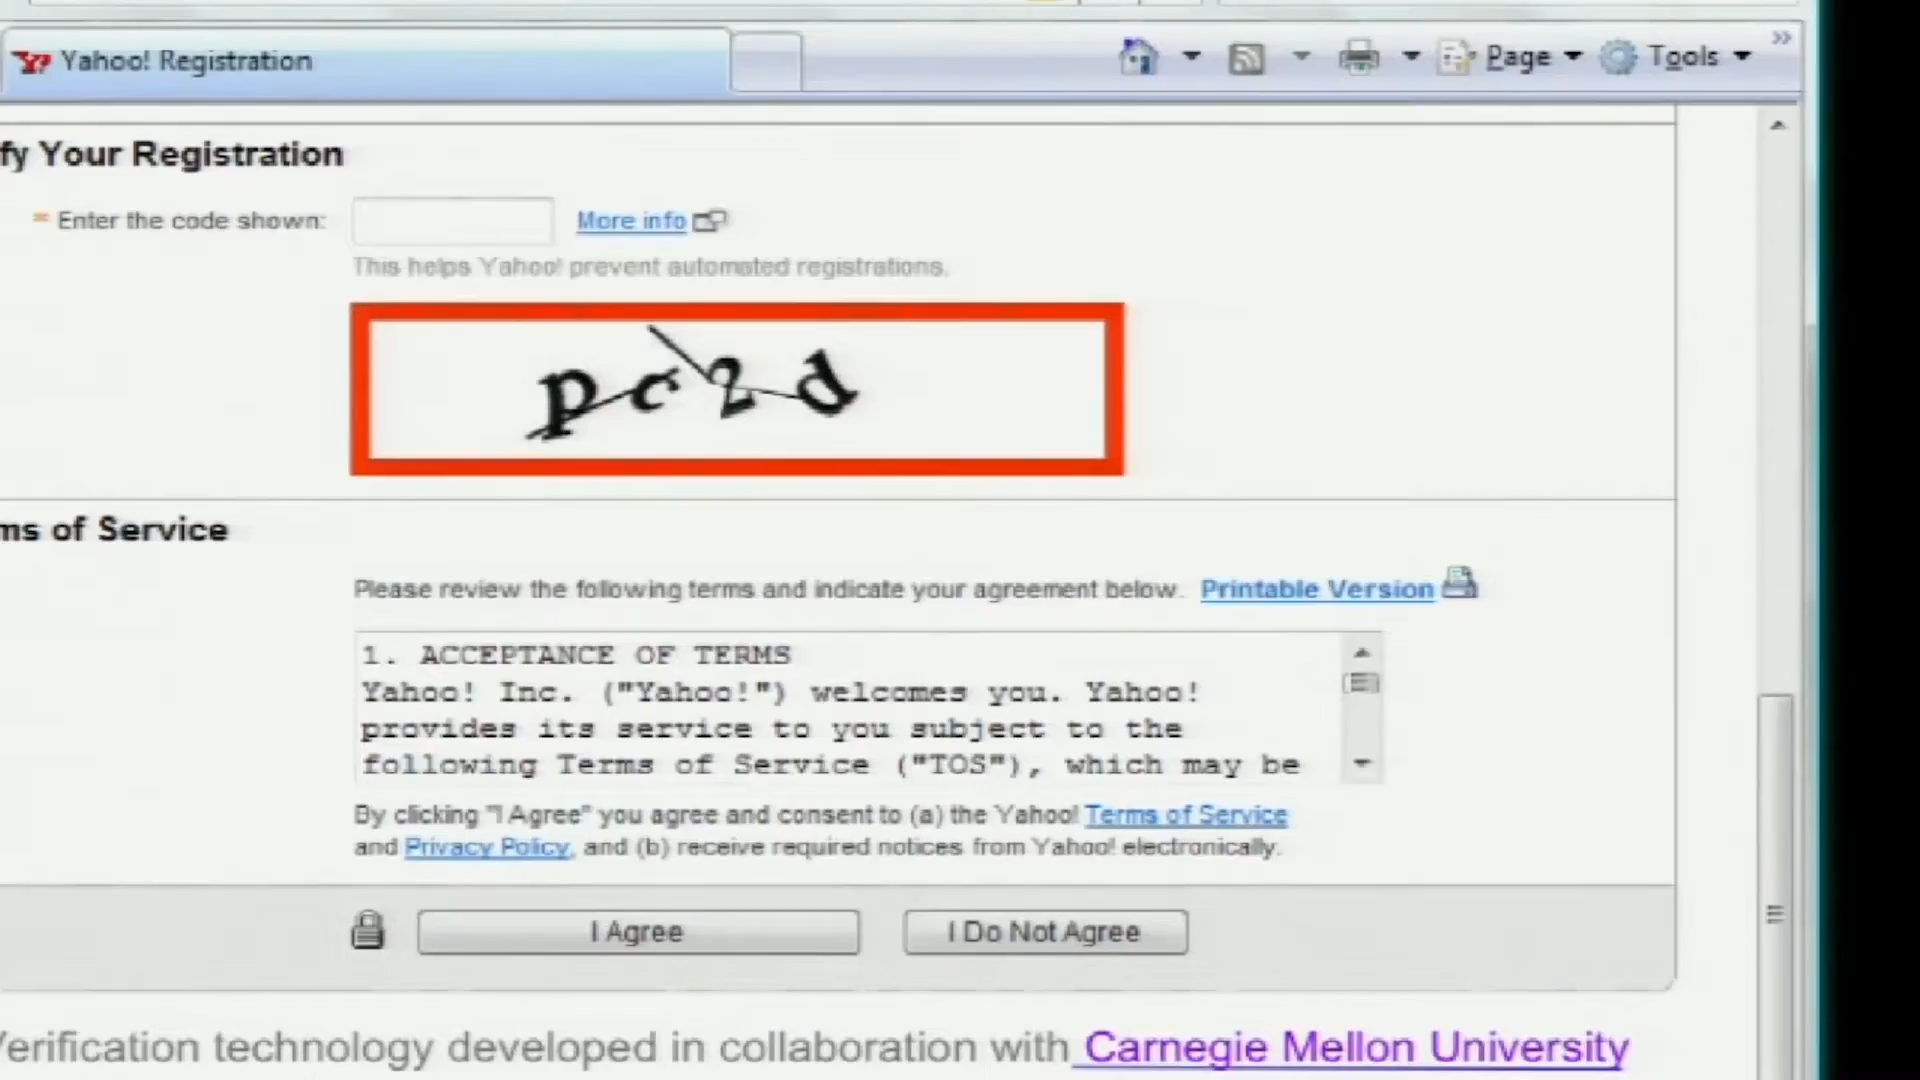 Yahoo! Registration
Page
Tools
fy Your Registration
* Enter the code shown:
More info
This helps Yahoo! prevent automated registrations.
pc2d
ms of Service
Please review the following terms and indicate your agreement below.
Printable Version
1. ACCEPTANCE OF TERMS
Yahoo! Inc. ("Yahoo!") welcomes you. Yahoo!
provides its service to you subject to the
following Terms of Service ("TOS"), which may be
By clicking "I Agree" you agree and consent to (a) the Yahoo! Terms of Service
and Privacy Policy, and (b) receive required notices from Yahoo! electronically.
I Agree
I Do Not Agree
Verification technology developed in collaboration with Carnegie Mellon University